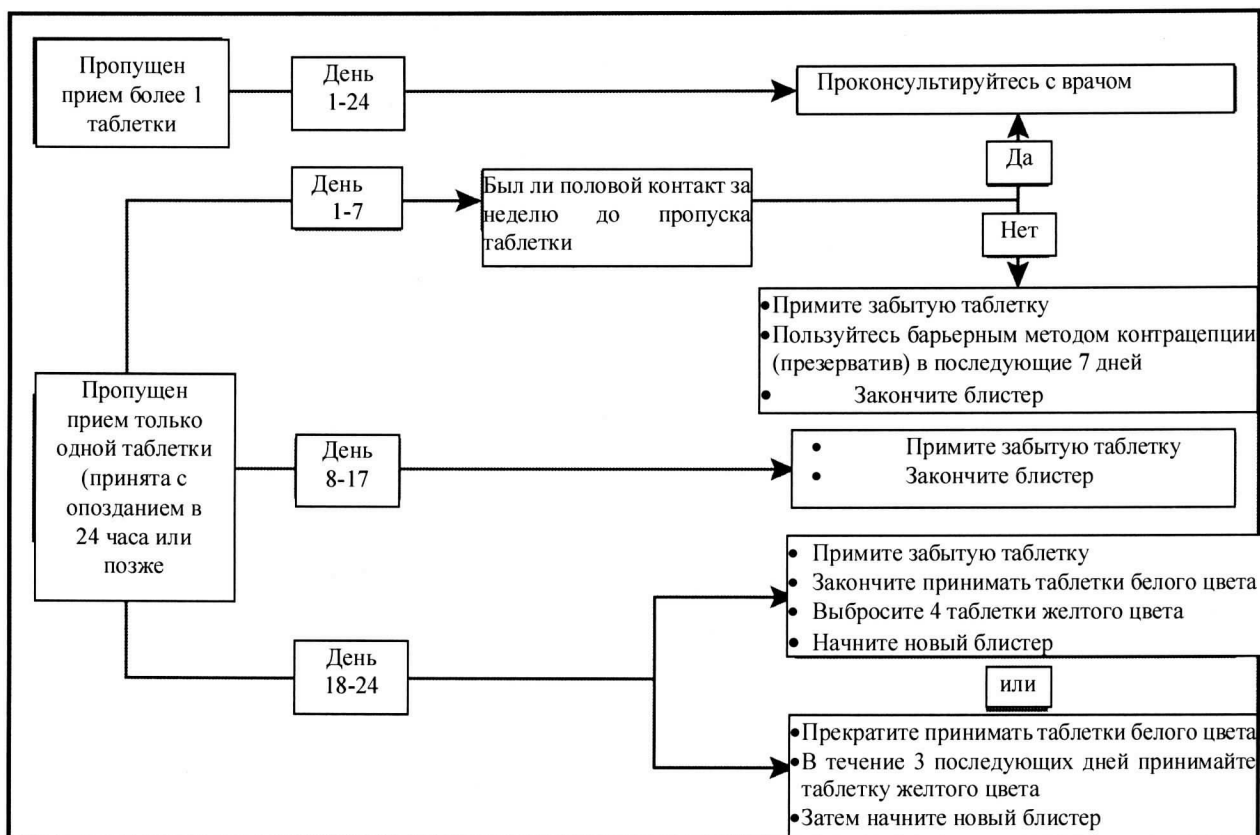 Пропущен
прием более 1
таблетки
День
1-24
Проконсультируйтесь с врачом
Да
День
1-7
Был ли половой контакт за
неделю до пропуска
таблетки
Нет
•Примите забытую таблетку
•Пользуйтесь барьерным методом контрацепции
(презерватив) в последующие 7 дней
• Закончите блистер
Пропущен
прием только
одной таблетки
(принята с
опозданием в
24 часа или
позже
День
8-17
• Примите забытую таблетку
• Закончите блистер
День
18-24
• Примите забытую таблетку
• Закончите принимать таблетки белого цвета
• Выбросите 4 таблетки желтого цвета
• Начните новый блистер
или
•Прекратите принимать таблетки белого цвета
•В течение 3 последующих дней принимайте
таблетку желтого цвета
•Затем начните новый блистер